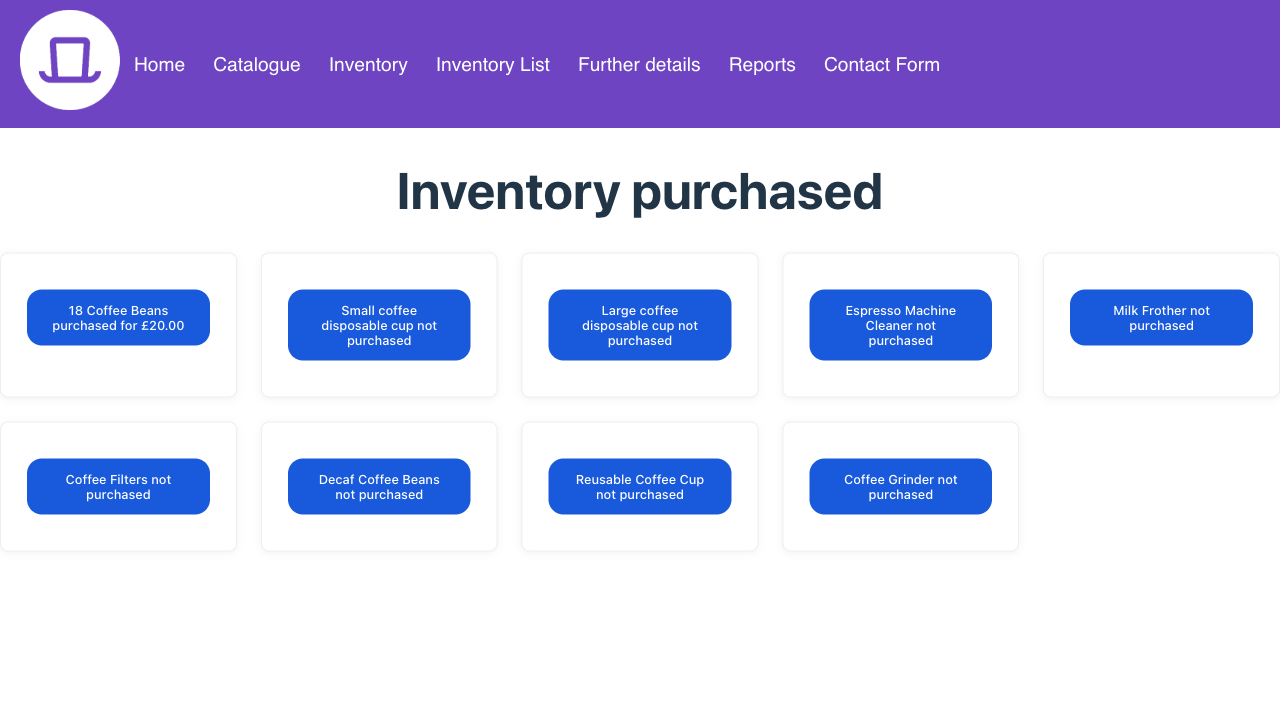 Home Catalogue Inventory Inventory List Further details Reports Contact Form
Inventory purchased
18 Coffee Beans
purchased for £20.00
Small coffee
disposable cup not
purchased
Large coffee
disposable cup not
purchased
Espresso Machine
Cleaner not
purchased
Milk Frother not
purchased
Coffee Filters not
purchased
Decaf Coffee Beans
not purchased
Reusable Coffee Cup
not purchased
Coffee Grinder not
purchased